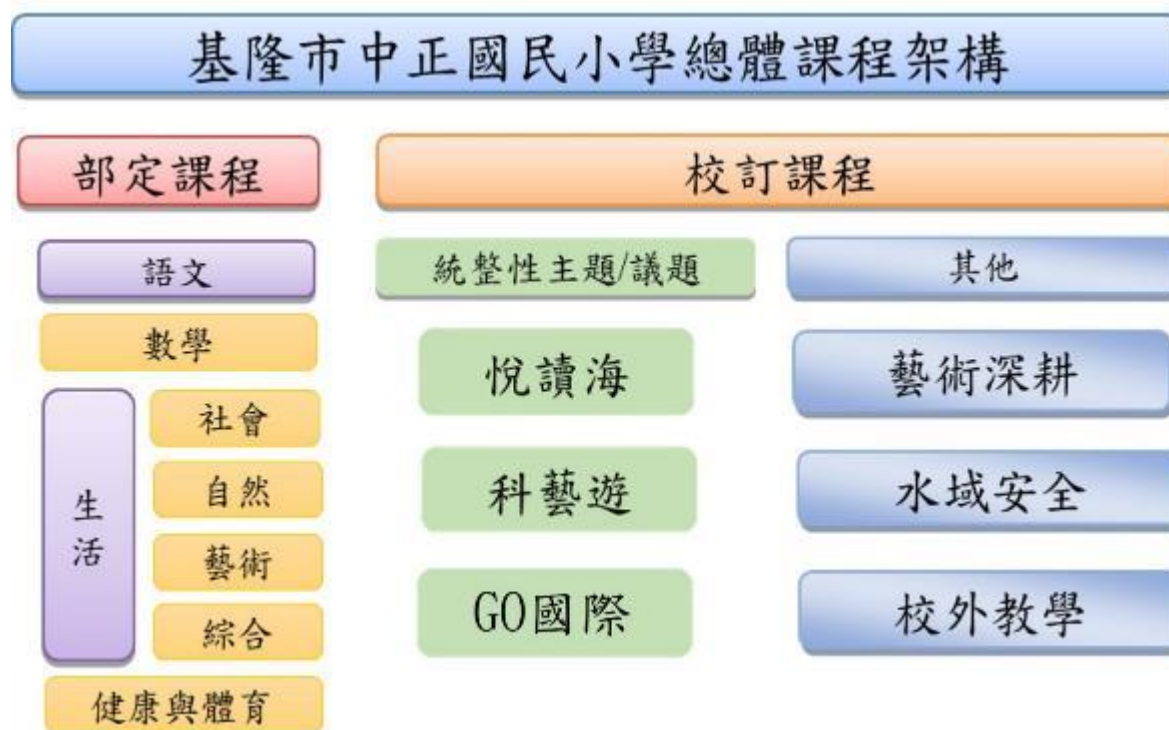 基隆市中正國民小學總體課程架構
部定課程
語文
數學
生活
社會
自然
藝術
綜合
健康與體育
校訂課程
統整性主題/議題
悅讀海
科藝遊
GO國際
其他
藝術深耕
水域安全
校外教學